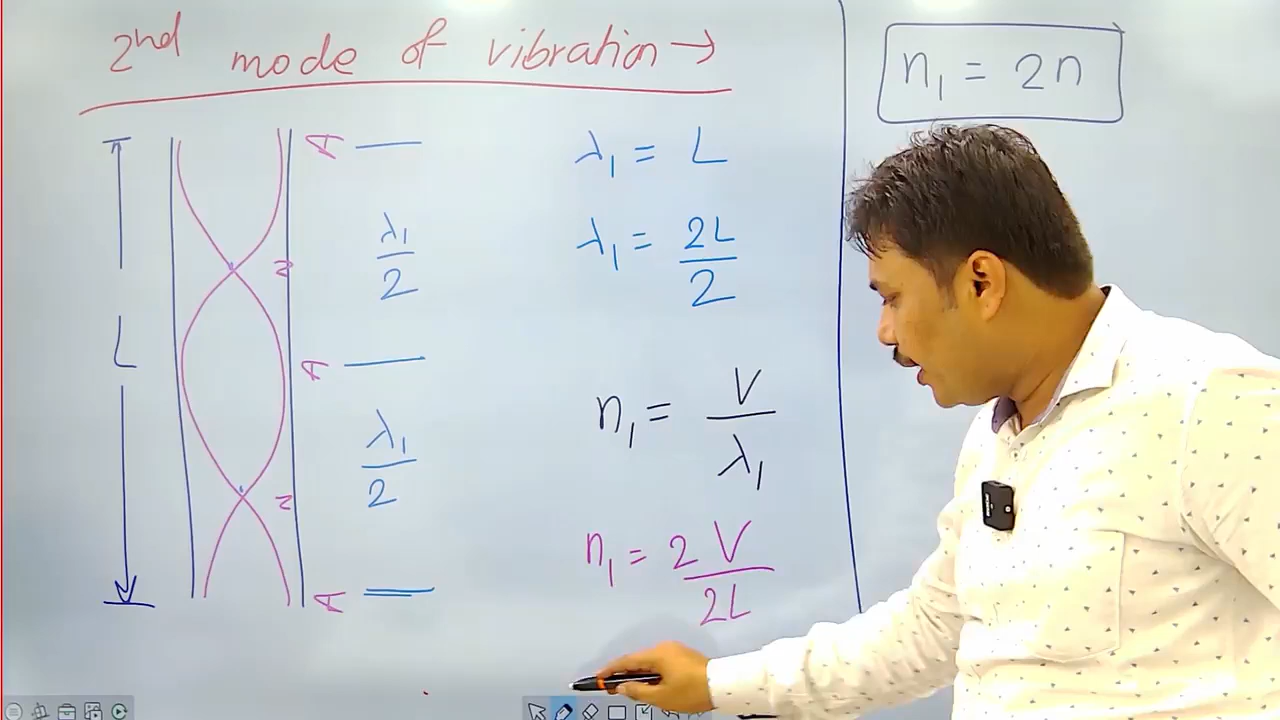 2nd mode of vibration →
A
λ₁/2
N
L
A
λ₁/2
N
A
λ₁ = L
λ₁ = 2L/2
n₁ = V/λ₁
n₁ = 2V/2L
n₁ = 2n